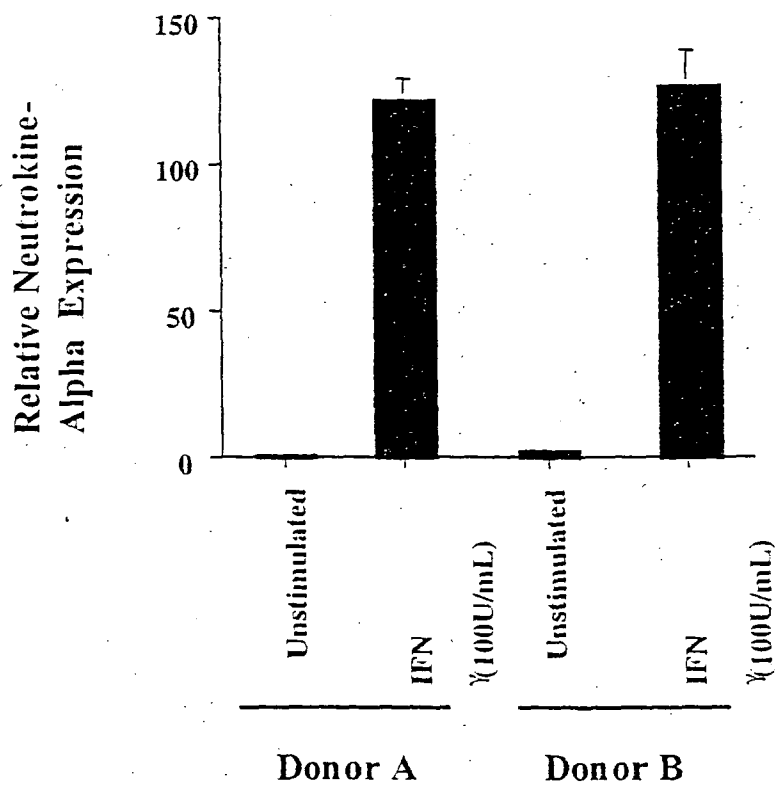 Relative Neutrokine-
Alpha Expression
150
100
50
0
Unstimulated
IFN
γ(100U/mL)
Unstimulated
IFN
γ(100U/mL)
Donor A
Donor B